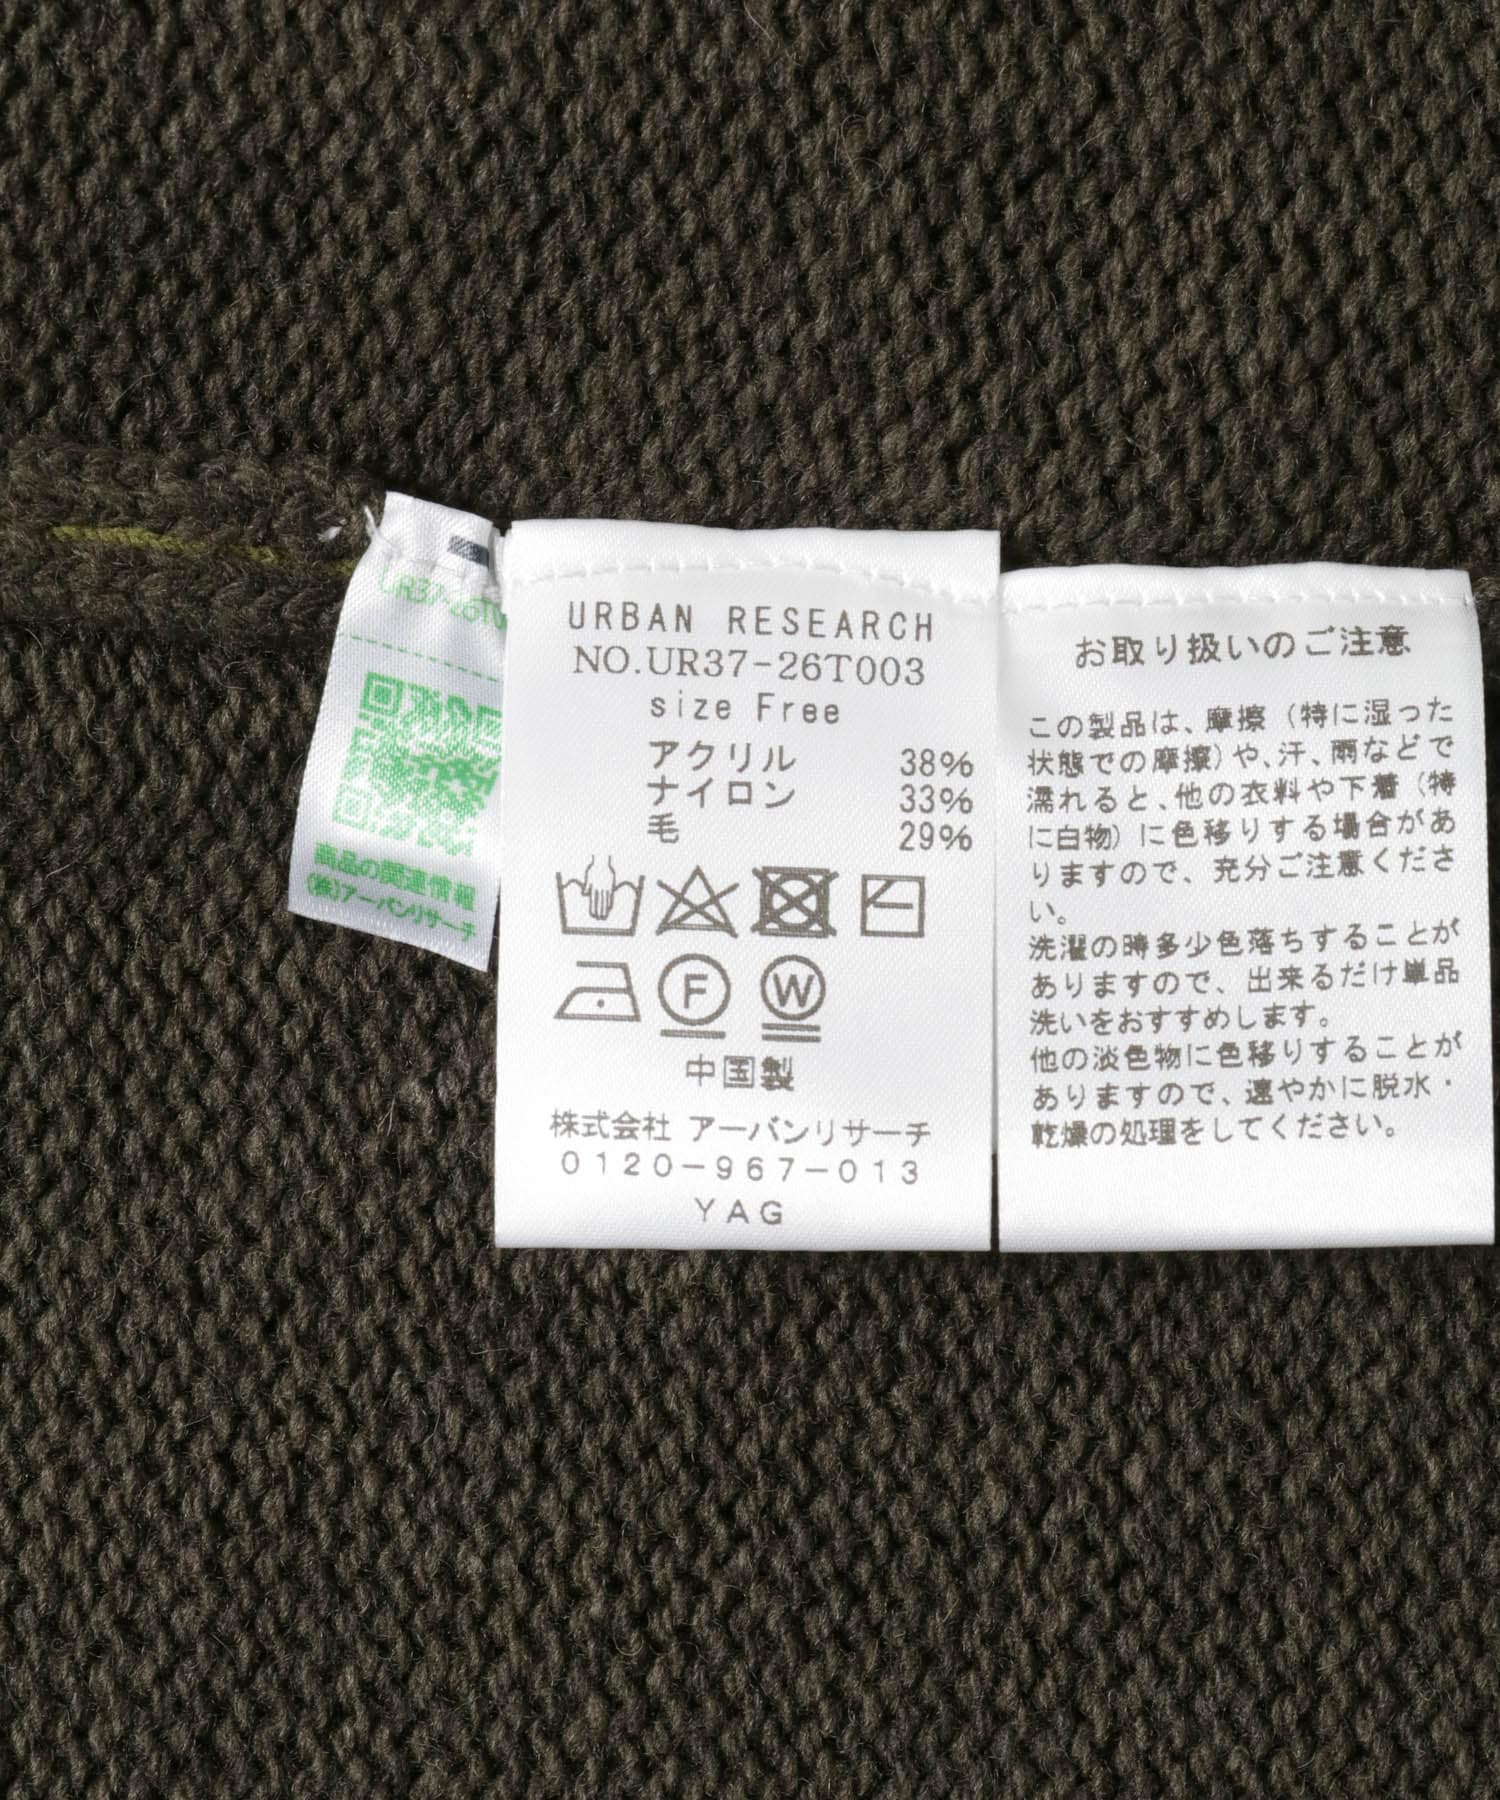 UR37-26T0
商品の関連情報
(株)アーバンリサーチ
URBAN RESEARCH
NO.UR37-26T003
size Free
アクリル 38%
ナイロン 33%
毛 29%
F W
中国製
株式会社 アーバンリサーチ
0120-967-013
YAG
お取り扱いのご注意
この製品は、摩擦(特に湿った
状態での摩擦)や、汗、雨などで
濡れると、他の衣料や下着(特
に白物)に色移りする場合があ
りますので、充分ご注意くださ
い。
洗濯の時多少色落ちすることが
ありますので、出来るだけ単品
洗いをおすすめします。
他の淡色物に色移りすることが
ありますので、速やかに脱水・
乾燥の処理をしてください。